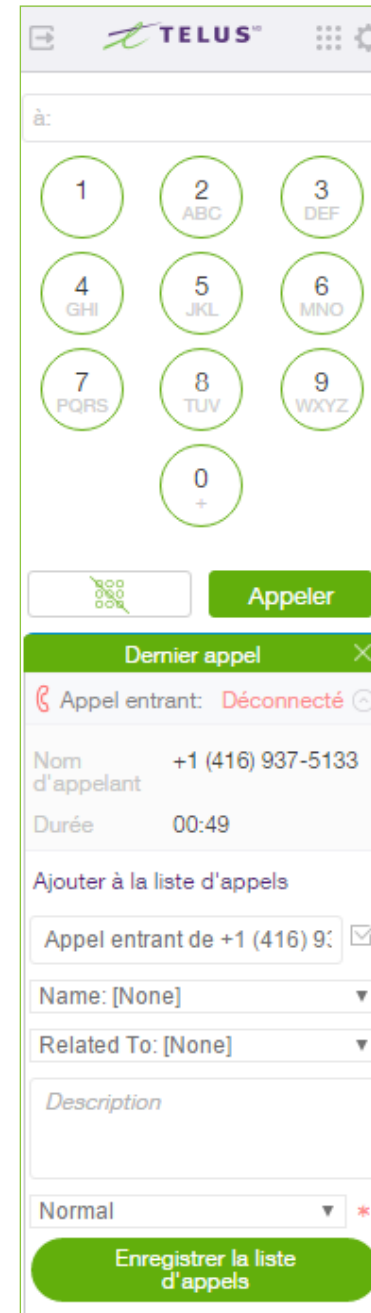 TELUS MD
à:
1
2
ABC
3
DEF
4
GHI
5
JKL
6
MNO
7
PQRS
8
TUV
9
WXYZ
0
+
Appeler
Dernier appel
Appel entrant: Déconnecté
Nom
d'appelant
+1 (416) 937-5133
Durée 00:49
Ajouter à la liste d'appels
Appel entrant de +1 (416) 93
Name: [None]
Related To: [None]
Description
Normal *
Enregistrer la liste
d'appels